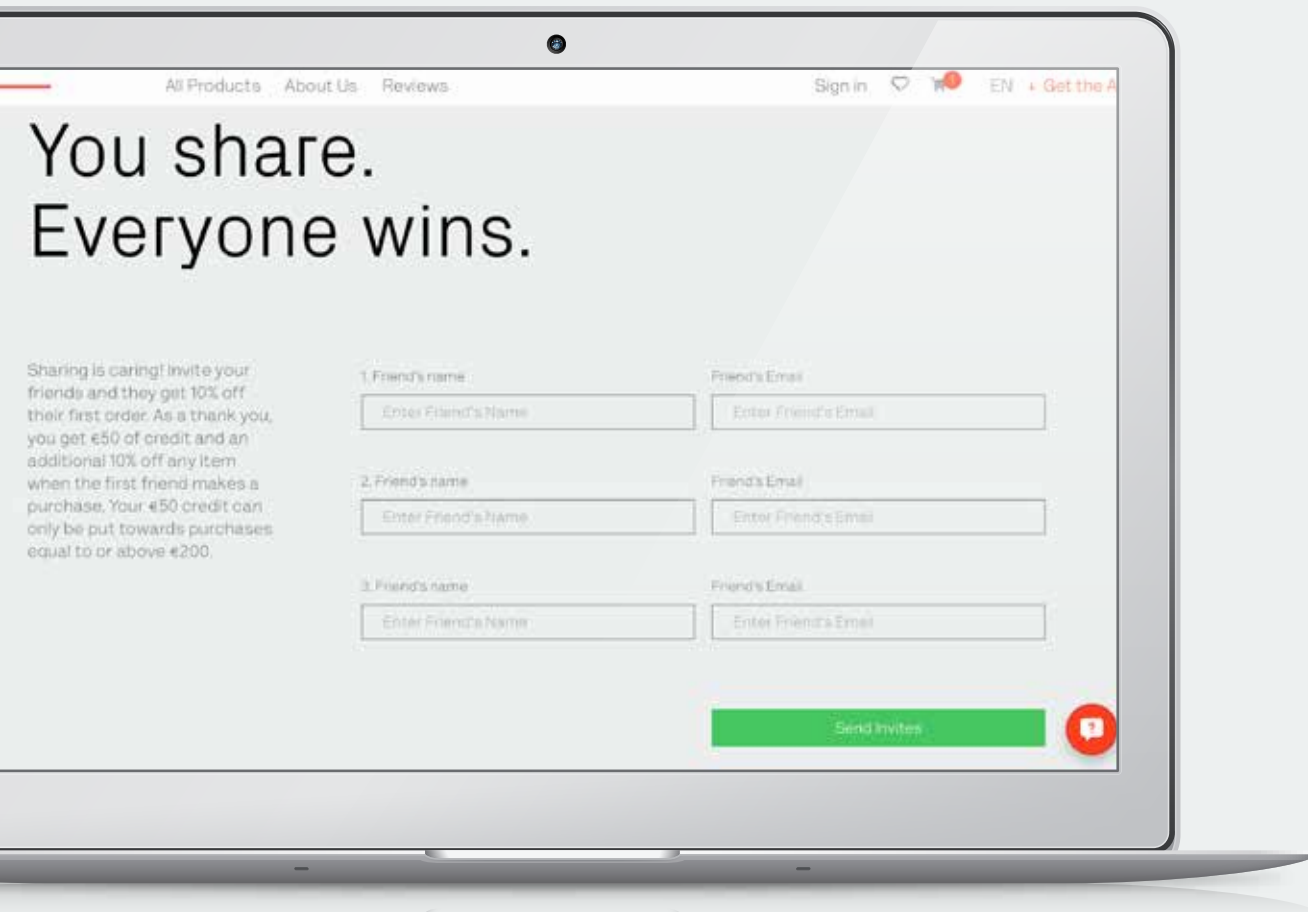 All Products About Us Reviews Sign in EN Get the A
You share.
Everyone wins.
Sharing is caring! Invite your
friends and they get 10% off
their first order. As a thank you,
you get €50 of credit and an
additional 10% off any item
when the first friend makes a
purchase. Your €50 credit can
only be put towards purchases
equal to or above €200.
1. Friend's name Friend's Email
Enter Friend's Name Enter Friend's Email
2. Friend's name Friend's Email
Enter Friend's Name Enter Friend's Email
3. Friend's name Friend's Email
Enter Friend's Name Enter Friend's Email
Send Invites
?